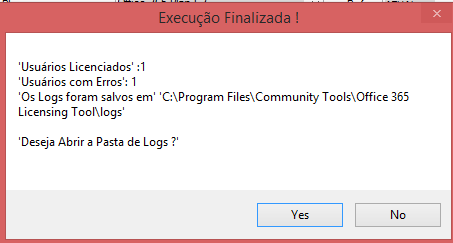 Execução Finalizada !
'Usuários Licenciados' :1
'Usuários com Erros': 1
'Os Logs foram salvos em' 'C:\Program Files\Community Tools\Office 365
Licensing Tool\logs'
'Deseja Abrir a Pasta de Logs ?'
Yes No